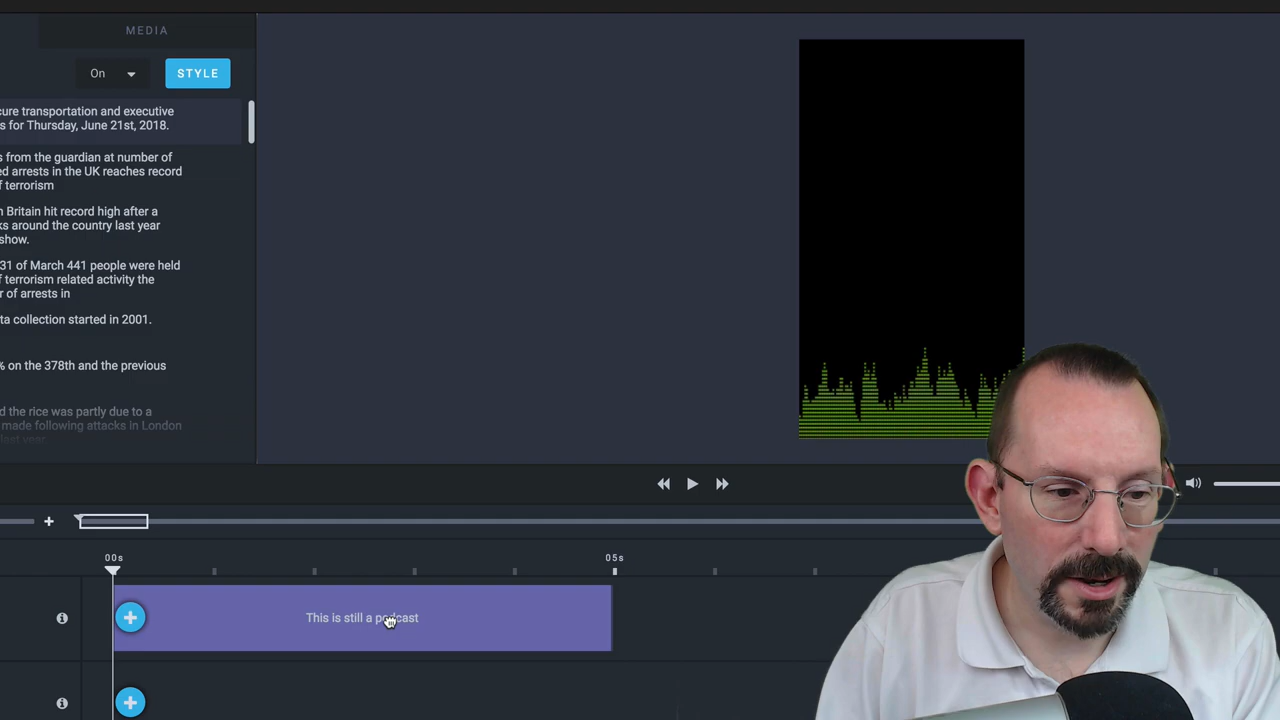 MEDIA
On
STYLE
cure transportation and executive
s for Thursday, June 21st, 2018.
s from the guardian at number of
ed arrests in the UK reaches record
f terrorism
n Britain hit record high after a
ks around the country last year
show.
31 of March 441 people were held
f terrorism related activity the
r of arrests in
ta collection started in 2001.
% on the 378th and the previous
d the rice was partly due to a
made following attacks in London
last year
00s
05s
This is still a podcast